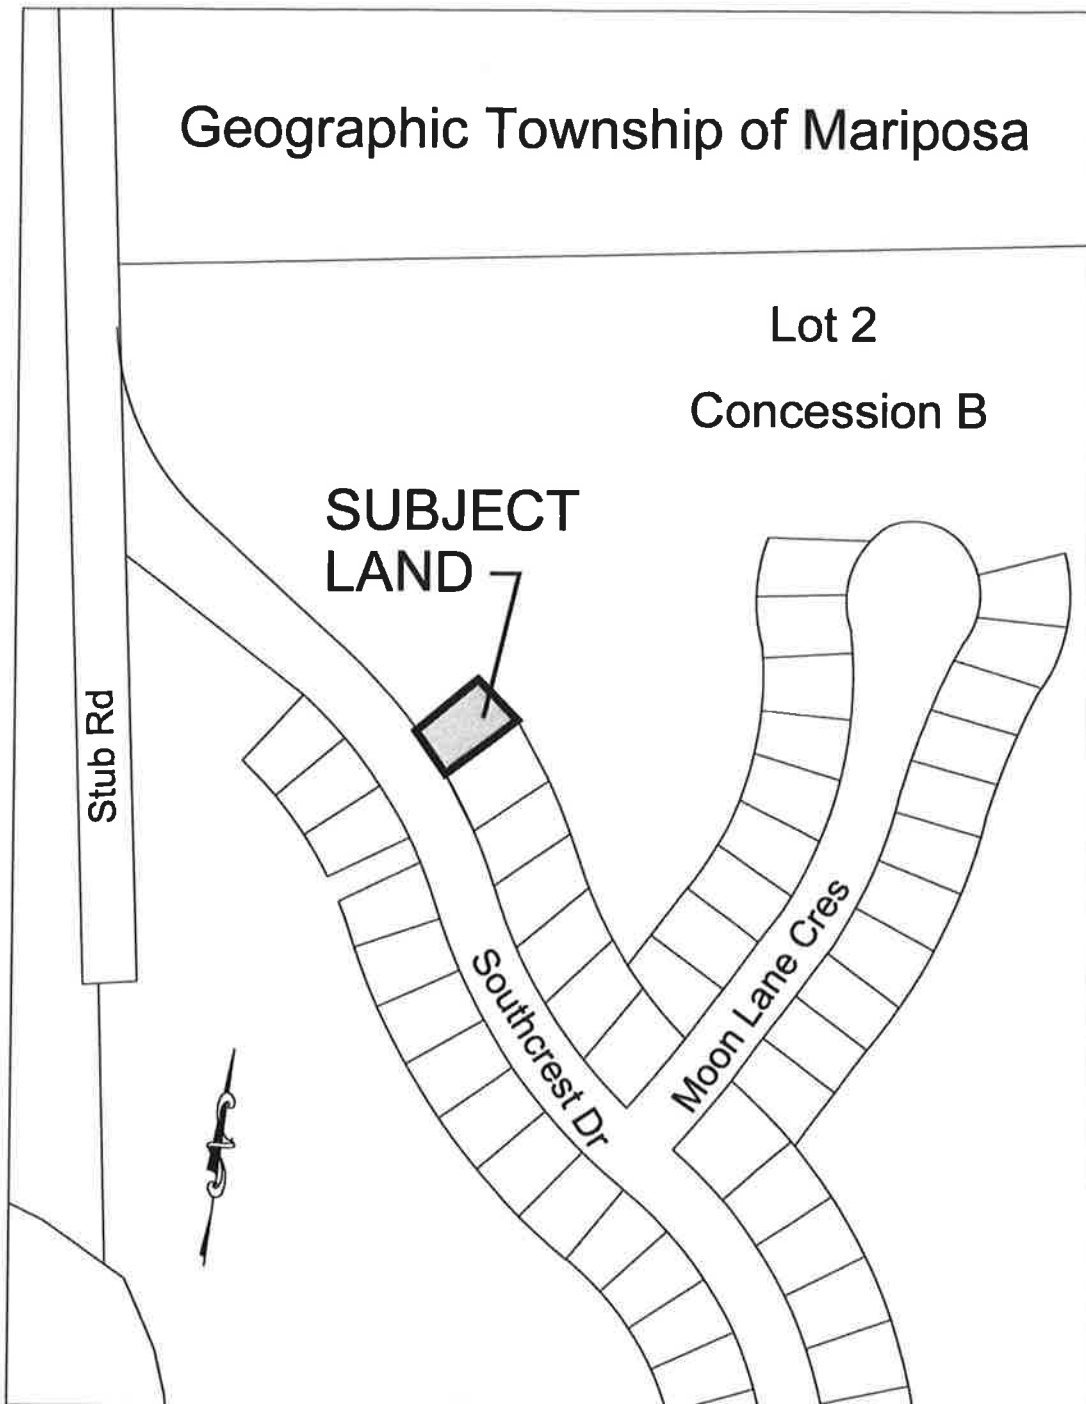 Geographic Township of Mariposa
Lot 2
Concession B
SUBJECT
LAND
Stub Rd
Southcrest Dr
Moon Lane Cres